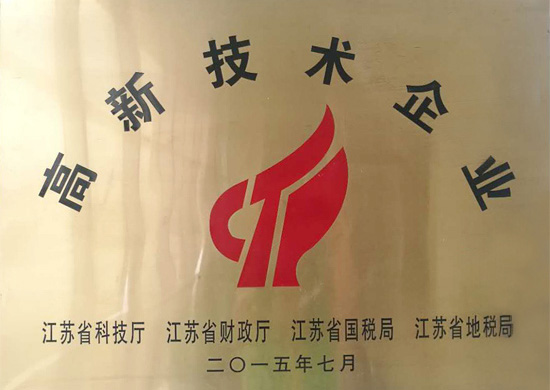 高新技术企业
江苏省科技厅 江苏省财政厅 江苏省国税局 江苏省地税局
二〇一五年七月